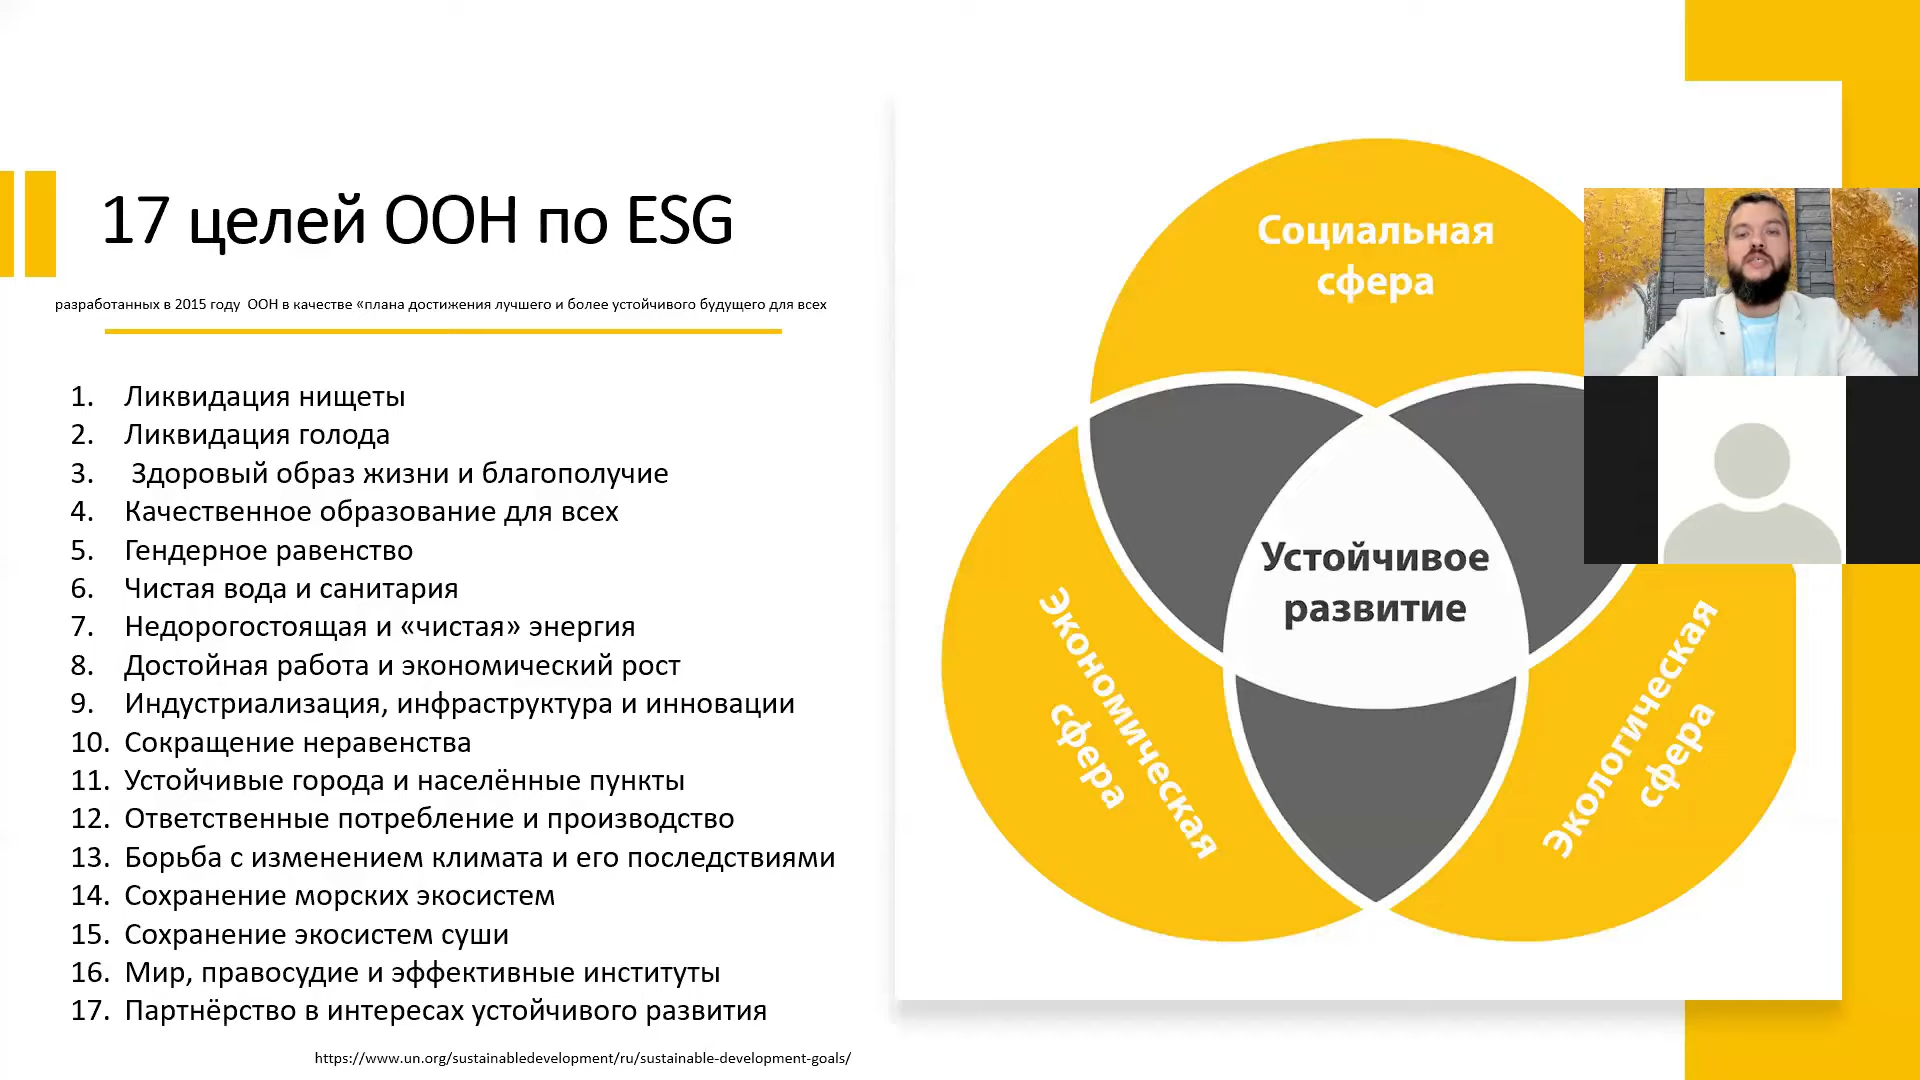 17 целей ООН по ESG
разработанных в 2015 году ООН в качестве «плана достижения лучшего и более устойчивого будущего для всех
1. Ликвидация нищеты
2. Ликвидация голода
3. Здоровый образ жизни и благополучие
4. Качественное образование для всех
5. Гендерное равенство
6. Чистая вода и санитария
7. Недорогостоящая и «чистая» энергия
8. Достойная работа и экономический рост
9. Индустриализация, инфраструктура и инновации
10. Сокращение неравенства
11. Устойчивые города и населённые пункты
12. Ответственные потребление и производство
13. Борьба с изменением климата и его последствиями
14. Сохранение морских экосистем
15. Сохранение экосистем суши
16. Мир, правосудие и эффективные институты
17. Партнёрство в интересах устойчивого развития
https://www.un.org/sustainabledevelopment/ru/sustainable-development-goals/
Социальная
сфера
Устойчивое
развитие
Экономическая
сфера
Экологическая
сфера